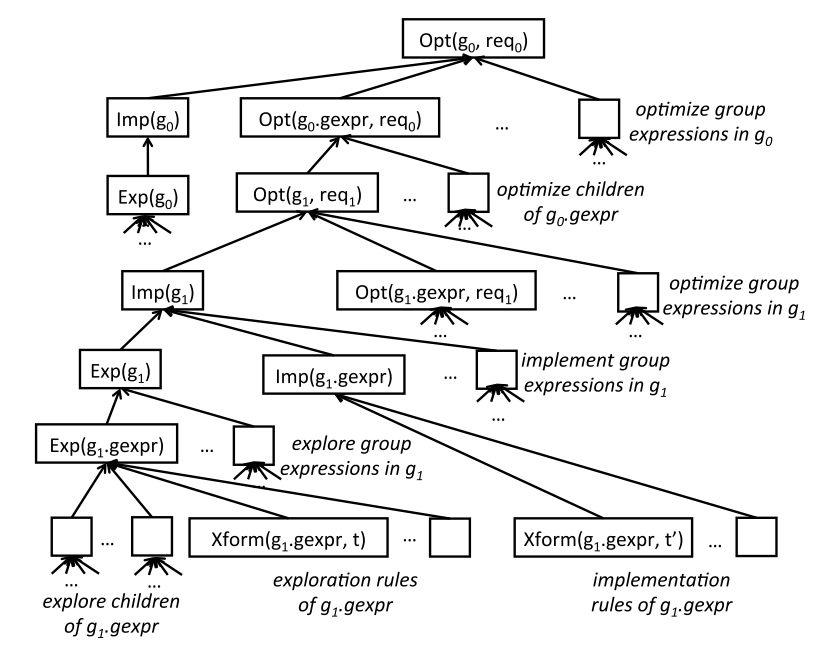 Opt(g₀, req₀)
Imp(g₀)
Opt(g₀.gexpr, req₀)
...
optimize group
expressions in g₀
...
Exp(g₀)
Opt(g₁, req₁)
...
optimize children
of g₀.gexpr
...
...
Imp(g₁)
Opt(g₁.gexpr, req₁)
...
optimize group
expressions in g₁
...
...
Exp(g₁)
Imp(g₁.gexpr)
...
implement group
expressions in g₁
...
Exp(g₁.gexpr)
...
explore group
expressions in g₁
...
...
Xform(g₁.gexpr, t)
...
Xform(g₁.gexpr, t’)
...
...
...
explore children
of g₁.gexpr
exploration rules
of g₁.gexpr
implementation
rules of g₁.gexpr